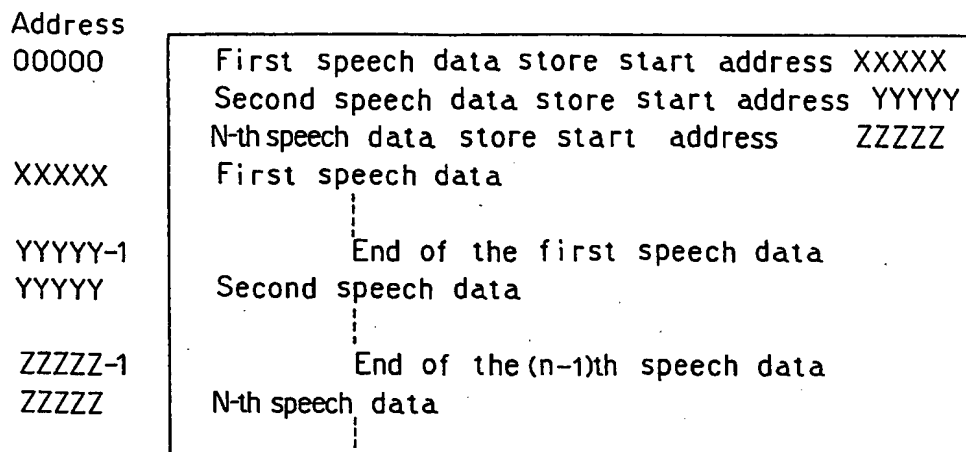 Address
00000 First speech data store start address XXXXX
Second speech data store start address YYYYY
N-th speech data store start address ZZZZZ
XXXXX First speech data
YYYYY-1 End of the first speech data
YYYYY Second speech data
ZZZZZ-1 End of the (n-1)th speech data
ZZZZZ N-th speech data